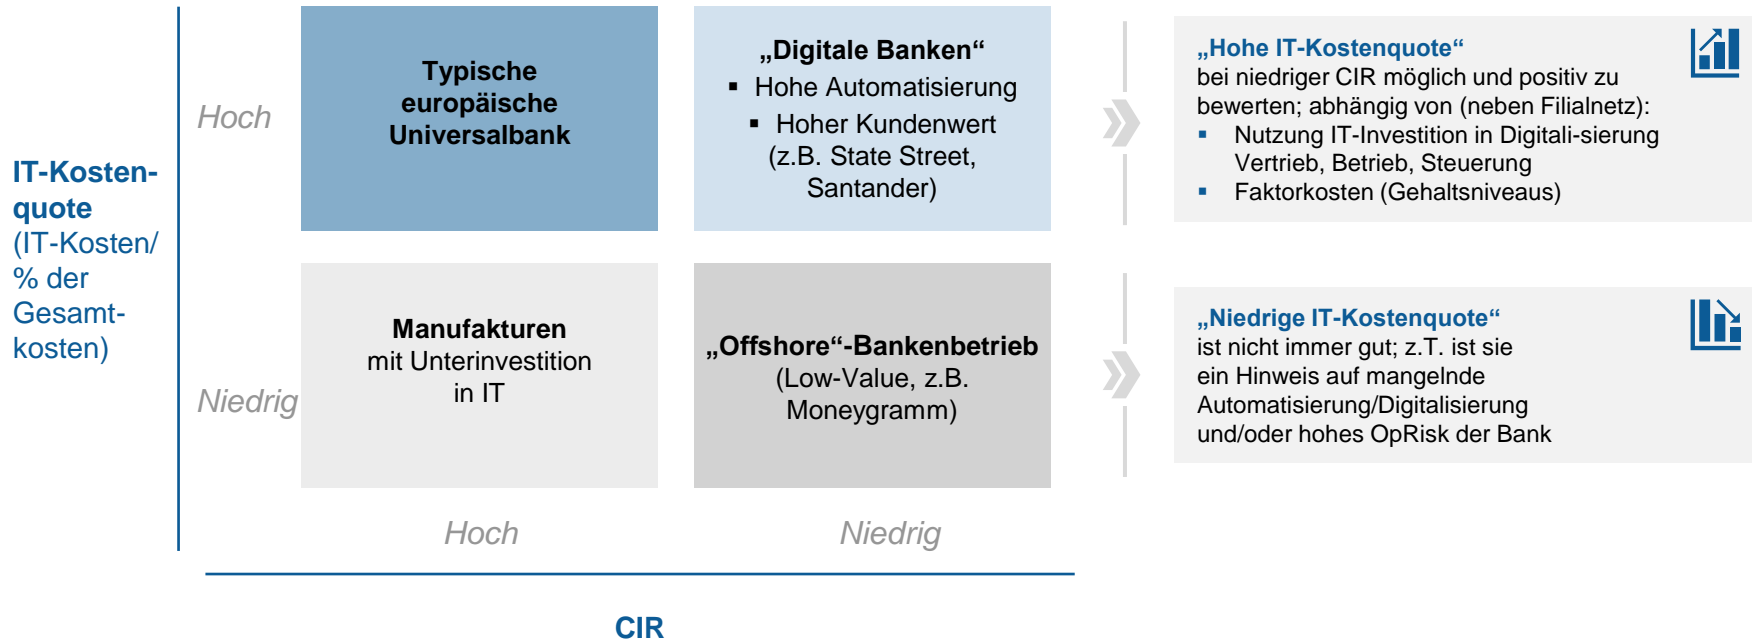 IT-Kosten-
quote
(IT-Kosten/
% der
Gesamt-
kosten)
Hoch
Niedrig
Typische
europäische
Universalbank
„Digitale Banken“
▪ Hohe Automatisierung
▪ Hoher Kundenwert
(z.B. State Street,
Santander)
Manufakturen
mit Unterinvestition
in IT
„Offshore“-Bankenbetrieb
(Low-Value, z.B.
Moneygramm)
Hoch
Niedrig
CIR
„Hohe IT-Kostenquote“
bei niedriger CIR möglich und positiv zu
bewerten; abhängig von (neben Filialnetz):
▪ Nutzung IT-Investition in Digitali-sierung
Vertrieb, Betrieb, Steuerung
▪ Faktorkosten (Gehaltsniveaus)
„Niedrige IT-Kostenquote“
ist nicht immer gut; z.T. ist sie
ein Hinweis auf mangelnde
Automatisierung/Digitalisierung
und/oder hohes OpRisk der Bank